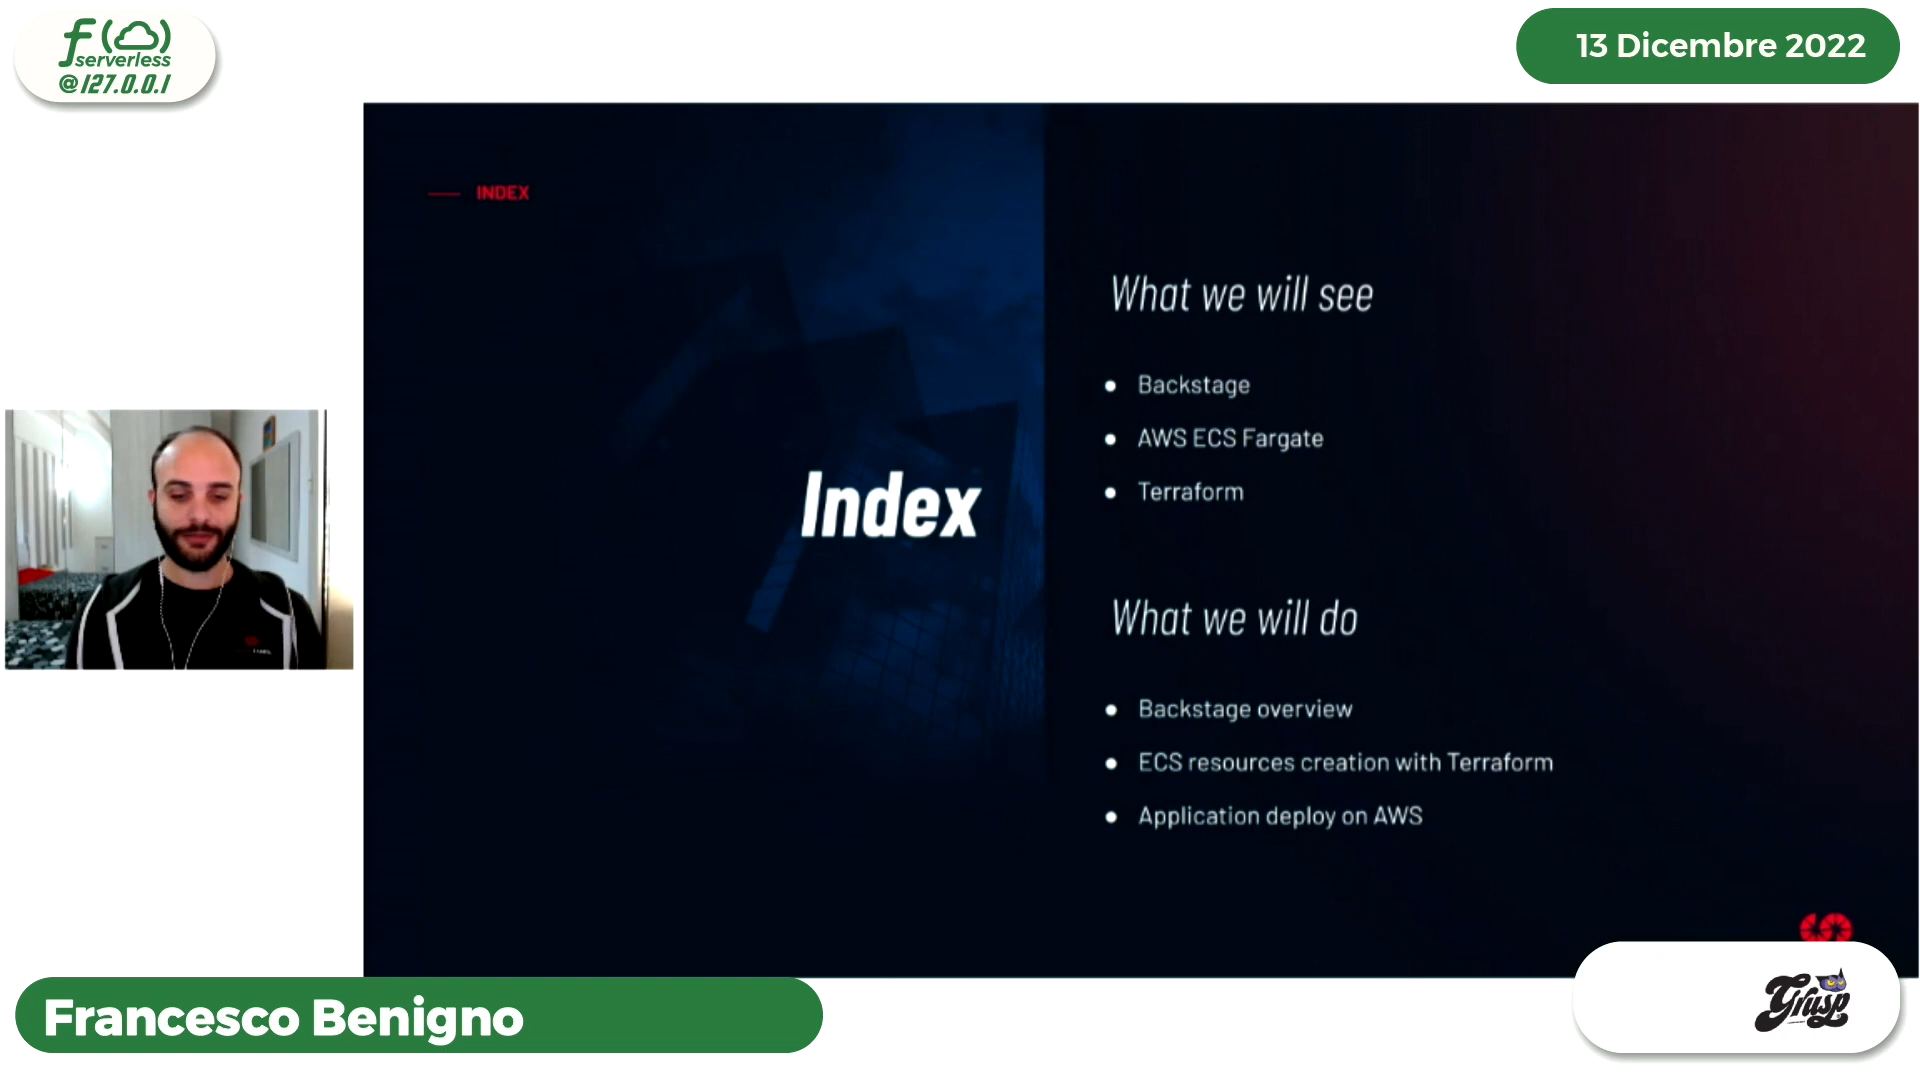 f()
serverless
@127.0.0.1
13 Dicembre 2022
INDEX
Index
What we will see
Backstage
AWS ECS Fargate
Terraform
What we will do
Backstage overview
ECS resources creation with Terraform
Application deploy on AWS
Francesco Benigno
Grusp